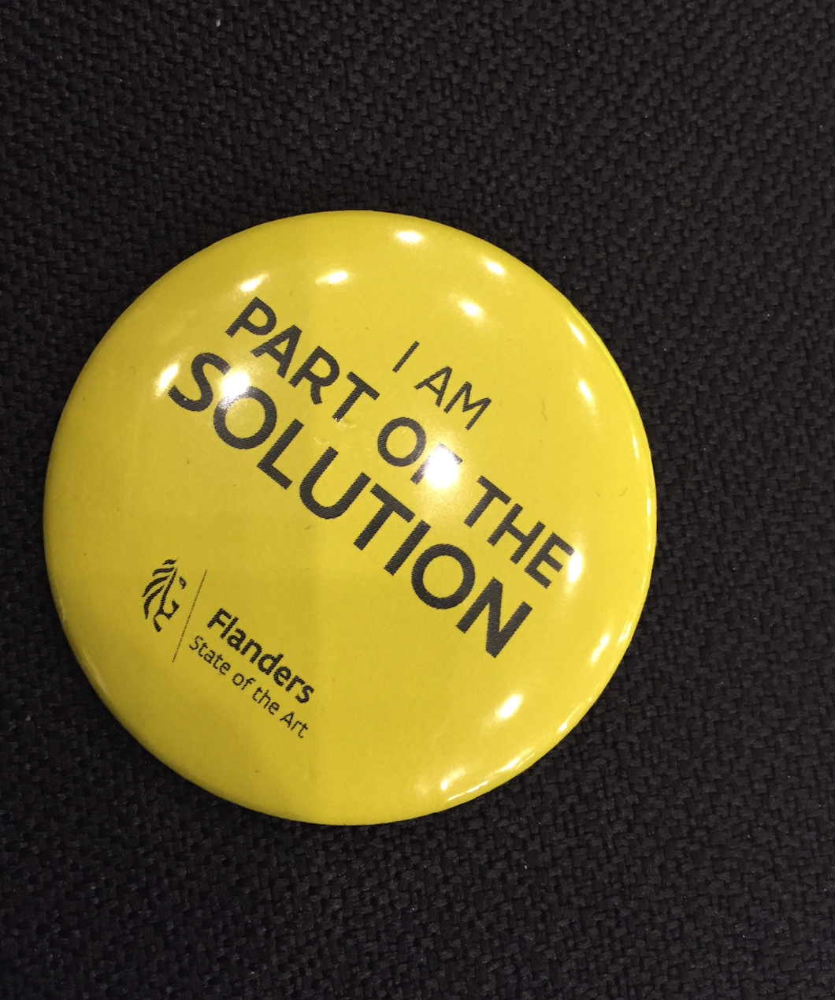 I AM
PART OF THE
SOLUTION
Flanders
State of the Art